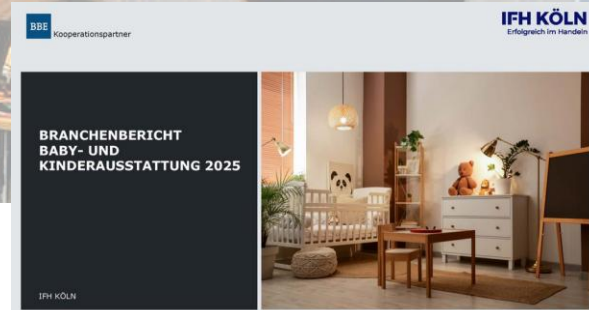 BBE
Kooperationspartner
IFH KÖLN
Erfolgreich im Handeln
BRANCHENBERICHT
BABY- UND
KINDERAUSSTATTUNG 2025
IFH KÖLN